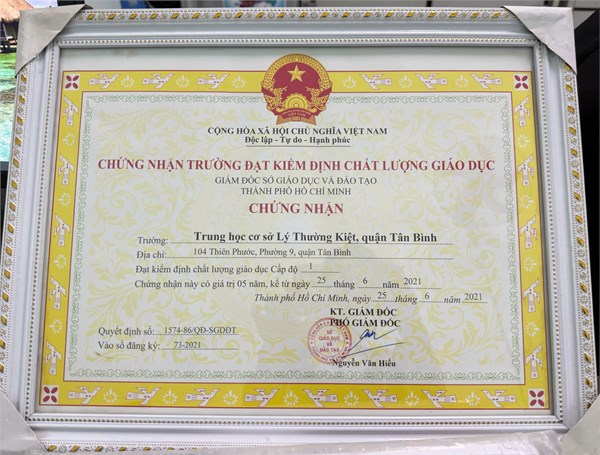 CỘNG HÒA XÃ HỘI CHỦ NGHĨA VIỆT NAM
Độc lập - Tự do - Hạnh phúc
CHỨNG NHẬN TRƯỜNG ĐẠT KIỂM ĐỊNH CHẤT LƯỢNG GIÁO DỤC
GIÁM ĐỐC SỞ GIÁO DỤC VÀ ĐÀO TẠO
THÀNH PHỐ HỒ CHÍ MINH
CHỨNG NHẬN
Trường: Trung học cơ sở Lý Thường Kiệt, quận Tân Bình
Địa chỉ: 104 Thiên Phước, Phường 9, quận Tân Bình
Đạt kiểm định chất lượng giáo dục Cấp độ 1
Chứng nhận này có giá trị 05 năm, kể từ ngày 25 tháng 6 năm 2021
Thành phố Hồ Chí Minh, ngày 25 tháng 6 năm 2021
KT. GIÁM ĐỐC
PHÓ GIÁM ĐỐC
Quyết định số: 1574-86/QĐ-SGDĐT
Vào sổ đăng ký: 73-2021
SỞ
GIÁO DỤC
VÀ
ĐÀO TẠO
Nguyễn Văn Hiếu